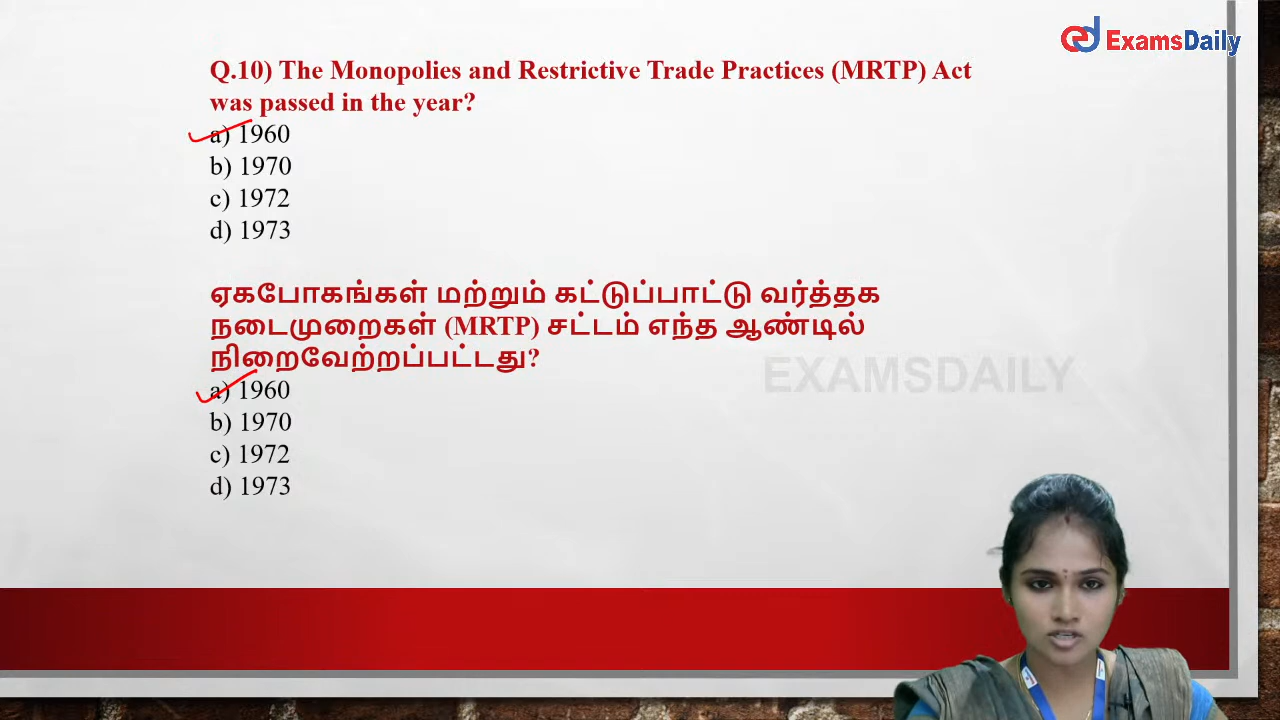 ExamsDaily
Q.10) The Monopolies and Restrictive Trade Practices (MRTP) Act
was passed in the year?
a) 1960
b) 1970
c) 1972
d) 1973
ஏகபோகங்கள் மற்றும் கட்டுப்பாட்டு வர்த்தக
நடைமுறைகள் (MRTP) சட்டம் எந்த ஆண்டில்
நிறைவேற்றப்பட்டது?
EXAMSDAILY
a) 1960
b) 1970
c) 1972
d) 1973